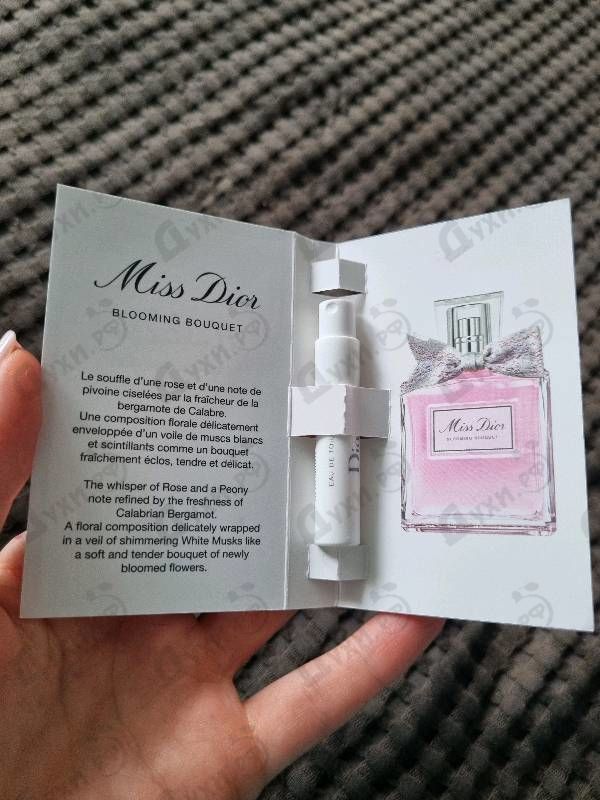 Miss Dior
BLOOMING BOUQUET
Le souffle d'une rose et d'une note de
pivoine ciselées par la fraîcheur de la
bergamote de Calabre.
Une composition florale délicatement
enveloppée d'un voile de muscs blancs
et scintillants comme un bouquet
fraîchement éclos, tendre et délicat.
The whisper of Rose and a Peony
note refined by the freshness of
Calabrian Bergamot.
A floral composition delicately wrapped
in a veil of shimmering White Musks like
a soft and tender bouquet of newly
bloomed flowers.
EAU DE TOI
Miss Dior
BLOOMING BOUQUET
Духи.рф